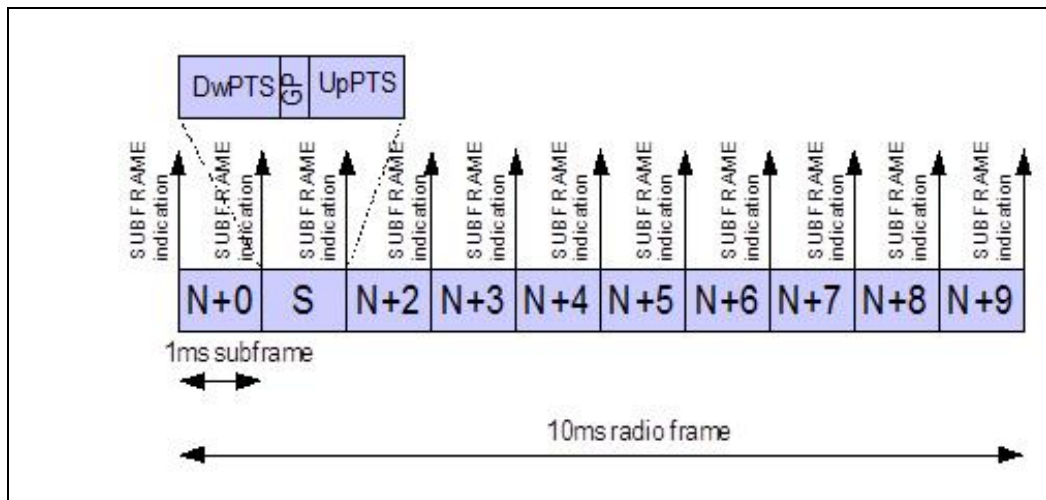 DwPTS GP UpPTS
SUBFRAME
indication
SUBFRAME
indication
SUBFRAME
indication
SUBFRAME
indication
SUBFRAME
indication
SUBFRAME
indication
SUBFRAME
indication
SUBFRAME
indication
SUBFRAME
indication
SUBFRAME
indication
SUBFRAME
indication
N+0 S N+2 N+3 N+4 N+5 N+6 N+7 N+8 N+9
1ms subframe
10ms radio frame